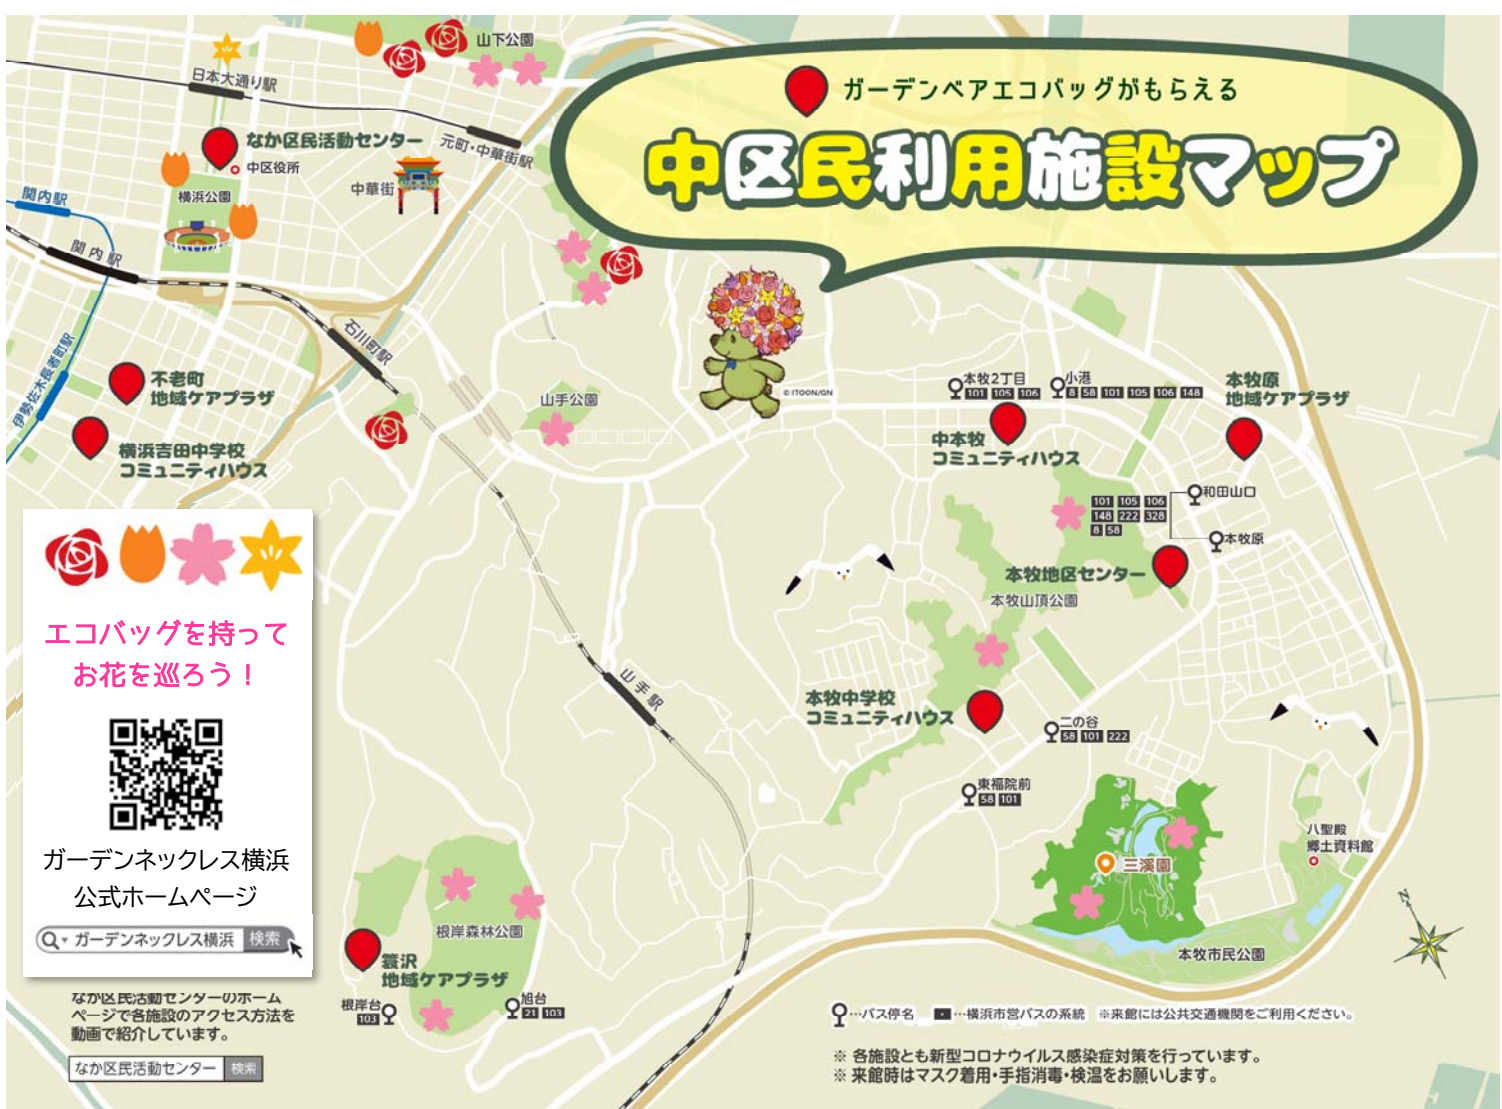 ガーデンベアエコバッグがもらえる
中区民利用施設マップ
山下公園
日本大通り駅
なか区民活動センター
中区役所
元町・中華街駅
中華街
横浜公園
関内駅
関内駅
石川町駅
伊勢佐木長者町駅
不老町
地域ケアプラザ
横浜吉田中学校
コミュニティハウス
山手公園
© ITOON/GN
本牧2丁目
101 105 106
小港
8 58 101 105 106 148
本牧原
地域ケアプラザ
中本牧
コミュニティハウス
和田山口
101 105 106
148 222 328
8 58
本牧原
本牧地区センター
本牧山頂公園
山手駅
本牧中学校
コミュニティハウス
二の谷
58 101 222
東福院前
58 101
三溪園
八聖殿
郷土資料館
本牧市民公園
N
根岸森林公園
簑沢
地域ケアプラザ
根岸台
103
旭台
21 103
エコバッグを持って
お花を巡ろう！
ガーデンネックレス横浜
公式ホームページ
ガーデンネックレス横浜 検索
なか区民活動センターのホーム
ページで各施設のアクセス方法を
動画で紹介しています。
なか区民活動センター 検索
…バス停名 …横浜市営バスの系統 ※来館には公共交通機関をご利用ください。
※ 各施設とも新型コロナウイルス感染症対策を行っています。
※ 来館時はマスク着用・手指消毒・検温をお願いします。